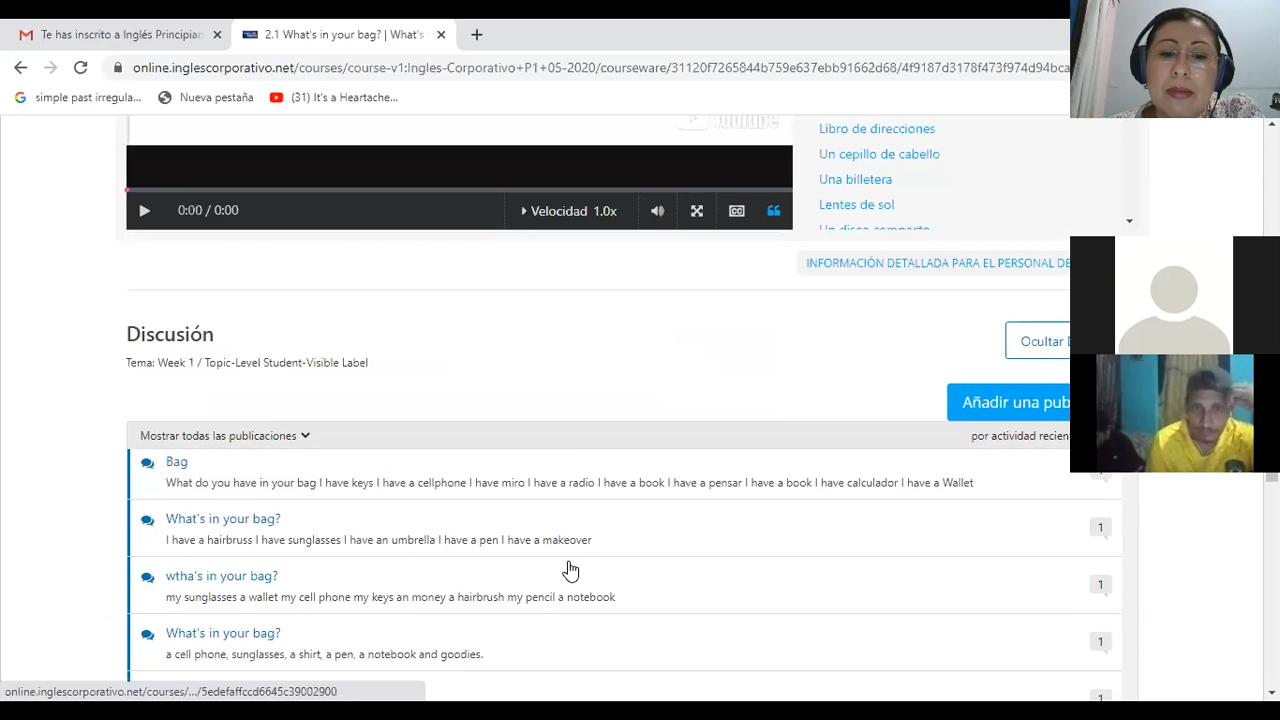 Te has inscrito a Inglés Principian
2.1 What's in your bag? | What's
online.inglescorporativo.net/courses/course-v1:Ingles-Corporativo+P1+05-2020/courseware/31120f7265844b759e637ebb91662d68/4f9187d3178f473f974d94bca
simple past irregula...
Nueva pestaña
(31) It's a Heartache...
YouTube
Libro de direcciones
Un cepillo de cabello
Una billetera
Lentes de sol
Un disco compacto
0:00 / 0:00
Velocidad 1.0x
INFORMACIÓN DETALLADA PARA EL PERSONAL DE
Discusión
Ocultar
Tema: Week 1 / Topic-Level Student-Visible Label
Añadir una pub
Mostrar todas las publicaciones
por actividad recien
Bag
What do you have in your bag I have keys I have a cellphone I have miro I have a radio I have a book I have a pensar I have a book I have calculador I have a Wallet
What's in your bag?
I have a hairbruss I have sunglasses I have an umbrella I have a pen I have a makeover
1
wtha's in your bag?
my sunglasses a wallet my cell phone my keys an money a hairbrush my pencil a notebook
1
What's in your bag?
a cell phone, sunglasses, a shirt, a pen, a notebook and goodies.
1
online.inglescorporativo.net/courses/.../5edefaffccd6645c39002900